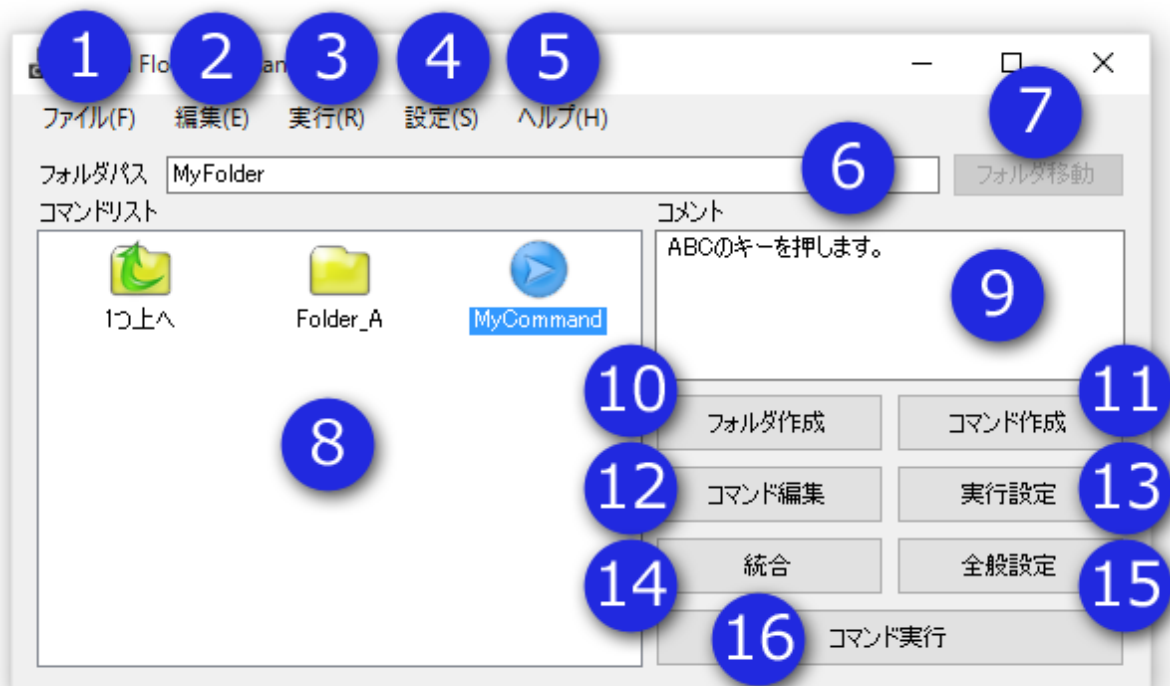 1 2 3 4 5
ファイル(F) 編集(E) 実行(R) 設定(S) ヘルプ(H)
7
フォルダパス MyFolder 6 フォルダ移動
コマンドリスト コメント
ABCのキーを押します。
9
1つ上へ Folder_A MyCommand
8
10 フォルダ作成 コマンド作成 11
12 コマンド編集 実行設定 13
14 統合 全般設定 15
16 コマンド実行